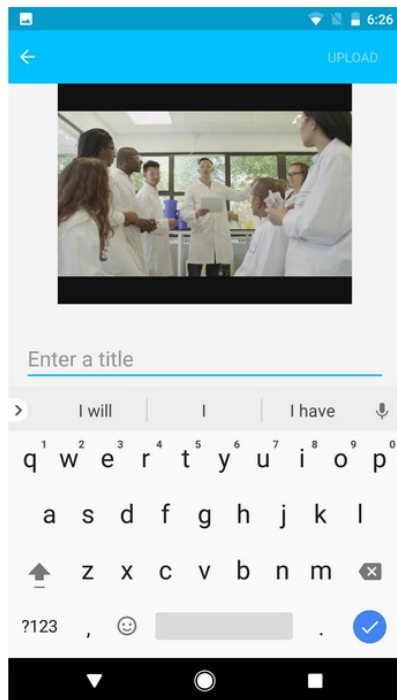 6:26
UPLOAD
Enter a title
I will I I have
1 2 3 4 5 6 7 8 9 0
q w e r t y u i o p
a s d f g h j k l
z x c v b n m
?123 , .